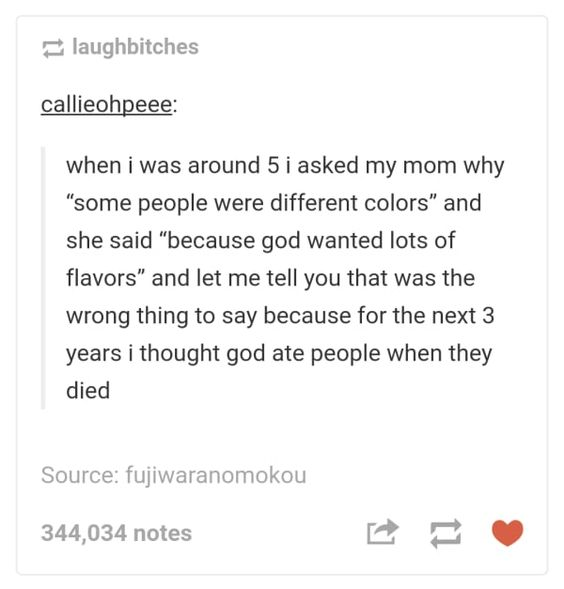 laughbitches
callieohpeee:
when i was around 5 i asked my mom why
“some people were different colors” and
she said “because god wanted lots of
flavors” and let me tell you that was the
wrong thing to say because for the next 3
years i thought god ate people when they
died
Source: fujiwaranomokou
344,034 notes